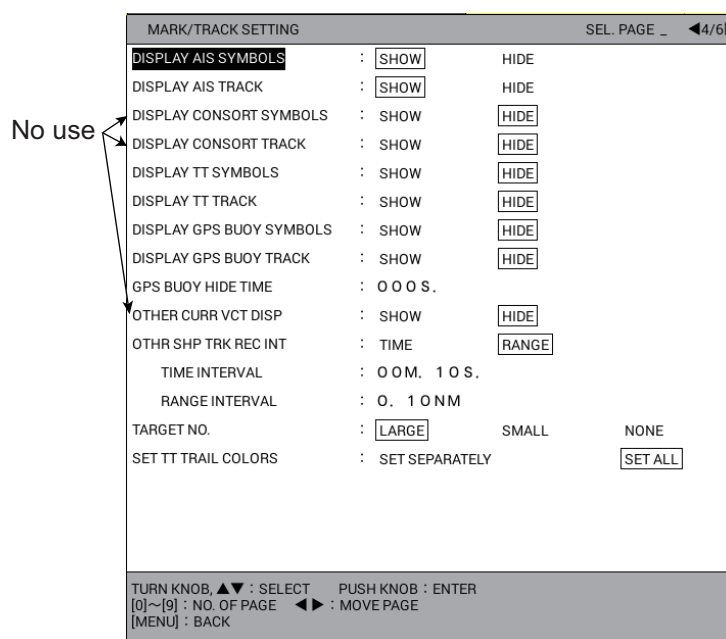 MARK/TRACK SETTING SEL. PAGE _ ◀4/6
DISPLAY AIS SYMBOLS : SHOW HIDE
DISPLAY AIS TRACK : SHOW HIDE
DISPLAY CONSORT SYMBOLS : SHOW HIDE
No use
DISPLAY CONSORT TRACK : SHOW HIDE
DISPLAY TT SYMBOLS : SHOW HIDE
DISPLAY TT TRACK : SHOW HIDE
DISPLAY GPS BUOY SYMBOLS : SHOW HIDE
DISPLAY GPS BUOY TRACK : SHOW HIDE
GPS BUOY HIDE TIME : 000S.
OTHER CURR VCT DISP : SHOW HIDE
OTHR SHP TRK REC INT : TIME RANGE
TIME INTERVAL : 00M. 10S.
RANGE INTERVAL : 0. 10NM
TARGET NO. : LARGE SMALL NONE
SET TT TRAIL COLORS : SET SEPARATELY SET ALL
TURN KNOB, ▲▼ : SELECT PUSH KNOB : ENTER
[0]~[9] : NO. OF PAGE ◀ ▶ : MOVE PAGE
[MENU] : BACK